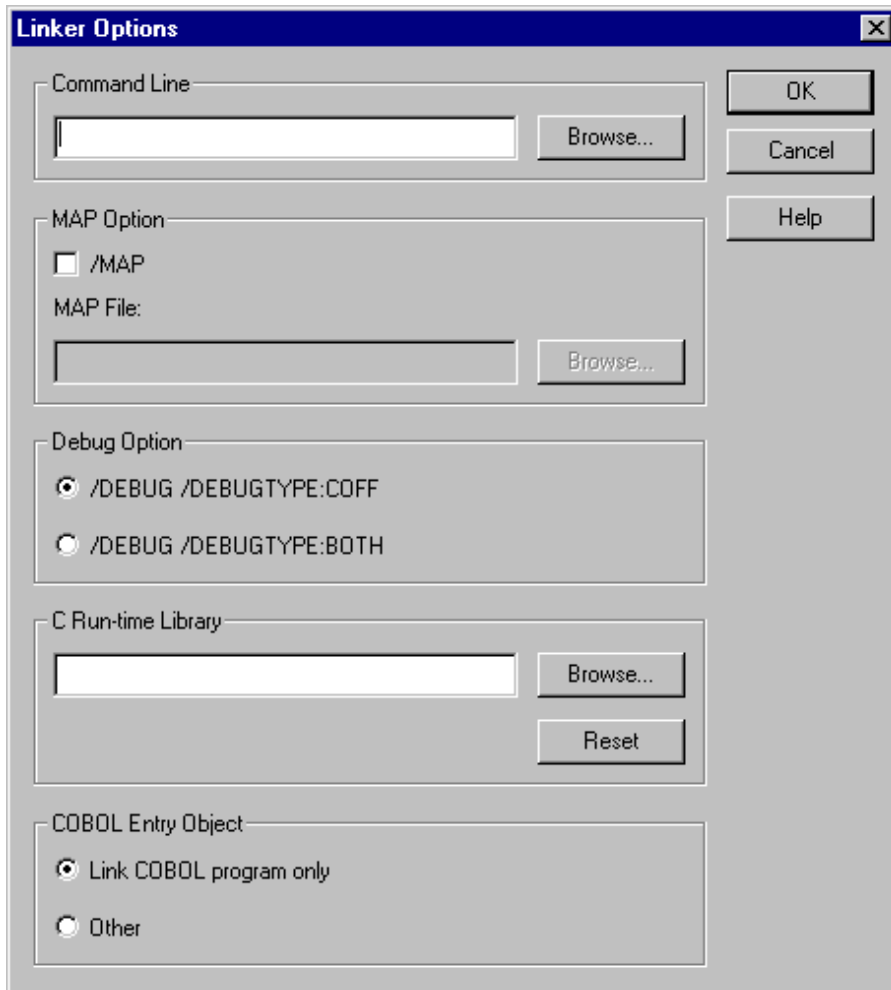 Linker Options
Command Line
OK
Browse...
Cancel
MAP Option
Help
/MAP
MAP File:
Browse...
Debug Option
/DEBUG /DEBUGTYPE:COFF
/DEBUG /DEBUGTYPE:BOTH
C Run-time Library
Browse...
Reset
COBOL Entry Object
Link COBOL program only
Other